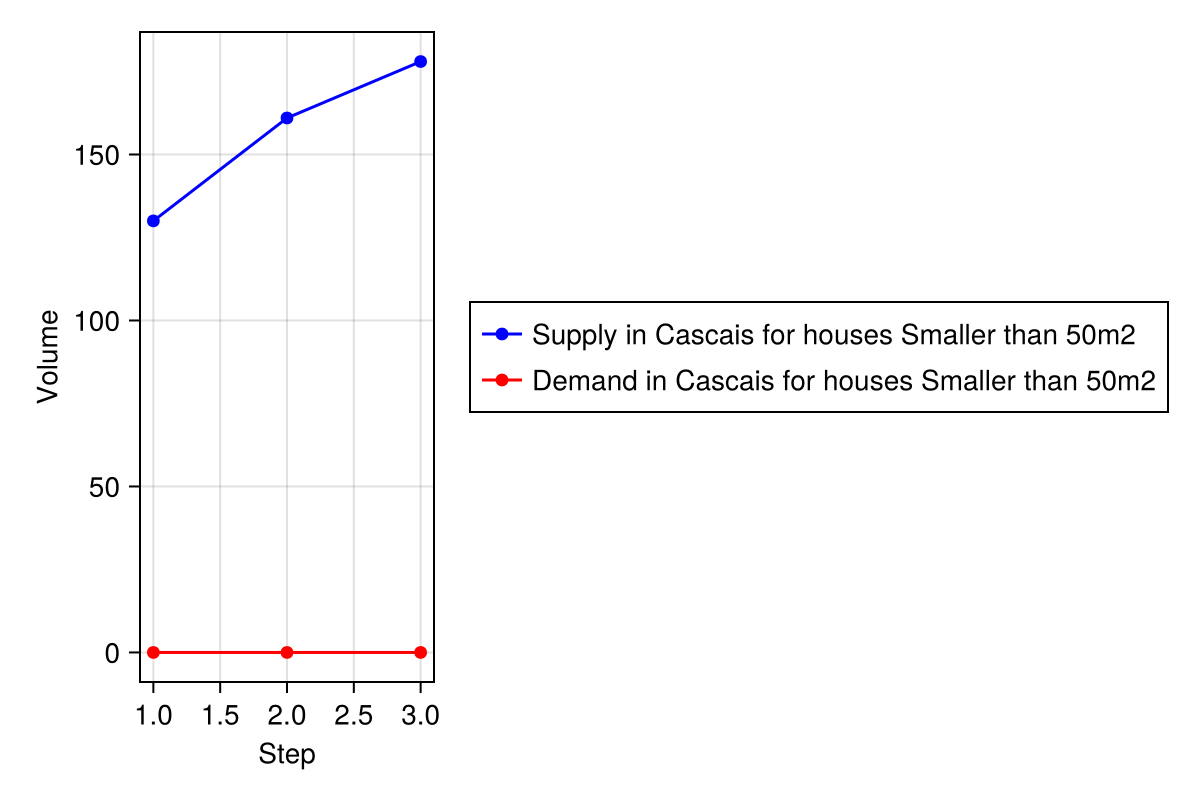 Volume
150
100
50
0
1.0 1.5 2.0 2.5 3.0
Step
Supply in Cascais for houses Smaller than 50m2
Demand in Cascais for houses Smaller than 50m2